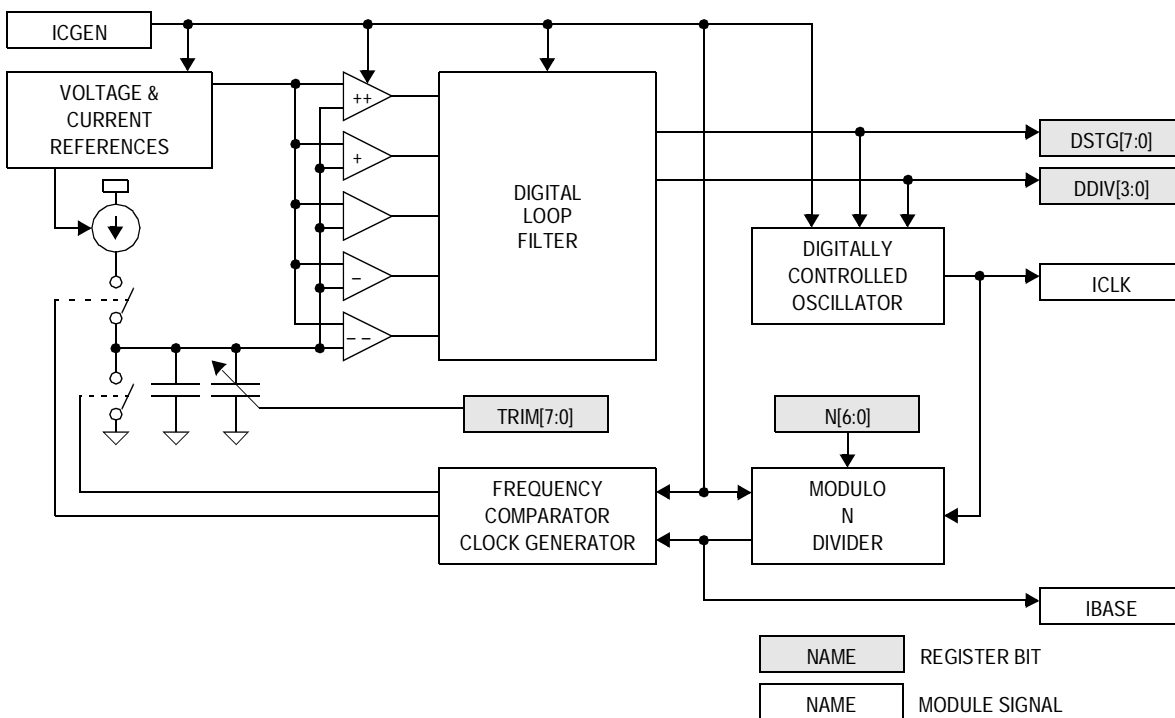 ICGEN
VOLTAGE &
CURRENT
REFERENCES
++
+
−
− −
DIGITAL
LOOP
FILTER
DSTG[7:0]
DDIV[3:0]
DIGITALLY
CONTROLLED
OSCILLATOR
ICLK
TRIM[7:0]
N[6:0]
FREQUENCY
COMPARATOR
CLOCK GENERATOR
MODULO
N
DIVIDER
IBASE
NAME REGISTER BIT
NAME MODULE SIGNAL